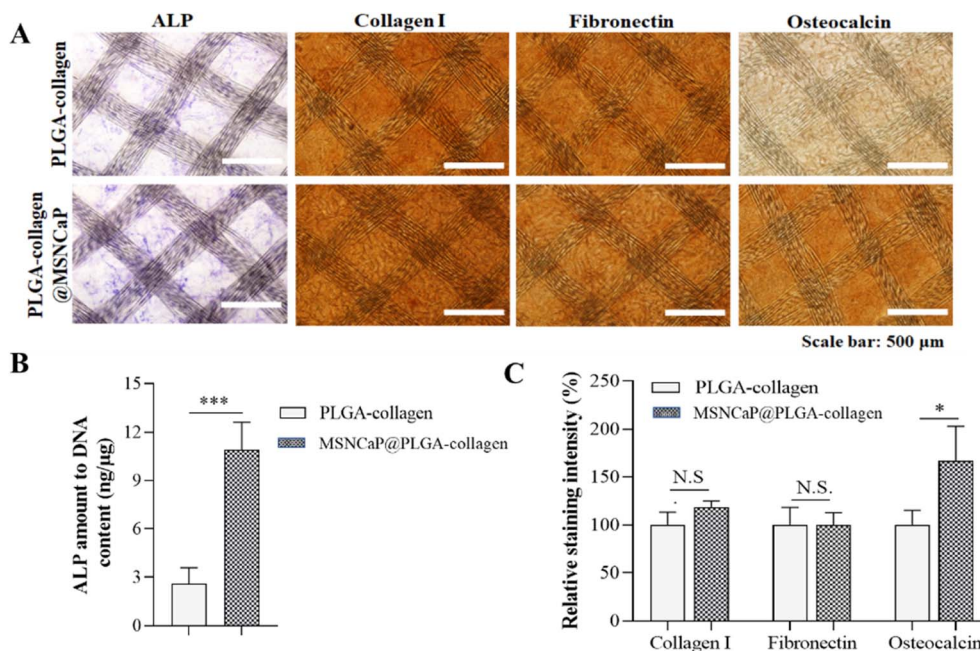 A
ALP
Collagen I
Fibronectin
Osteocalcin
PLGA-collagen
PLGA-collagen
@MSNCaP
Scale bar: 500 µm
B
ALP amount to DNA
content (ng/µg)
15
12
9
6
3
0
***
PLGA-collagen
MSNCaP@PLGA-collagen
C
Relative staining intensity (%)
250
200
150
100
50
0
PLGA-collagen
MSNCaP@PLGA-collagen
N.S
N.S.
*
Collagen I
Fibronectin
Osteocalcin